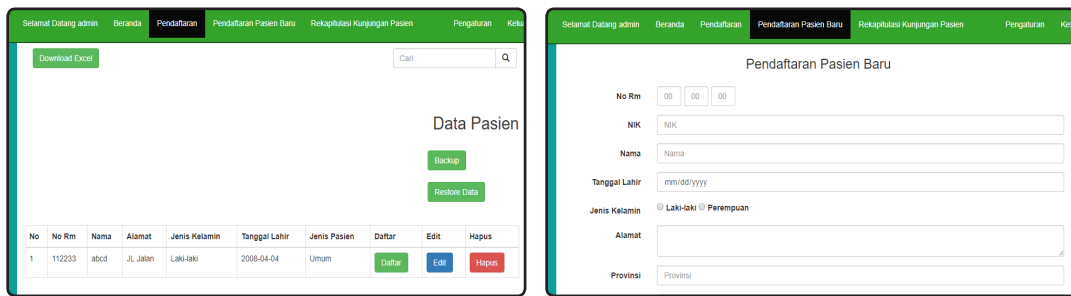 Selamat Datang admin Beranda Pendaftaran Pendaftaran Pasien Baru Rekapitulasi Kunjungan Pasien Pengaturan Kelu
Download Excel Cari
Data Pasien
Backup
Restore Data
No No Rm Nama Alamat Jenis Kelamin Tanggal Lahir Jenis Pasien Daftar Edit Hapus
1 112233 abcd JL Jalan Laki-laki 2008-04-04 Umum Daftar Edit Hapus
Selamat Datang admin Beranda Pendaftaran Pendaftaran Pasien Baru Rekapitulasi Kunjungan Pasien Pengaturan Kel
Pendaftaran Pasien Baru
No Rm 00 00 00
NIK NIK
Nama Nama
Tanggal Lahir mm/dd/yyyy
Jenis Kelamin Laki-laki Perempuan
Alamat
Provinsi Provinsi